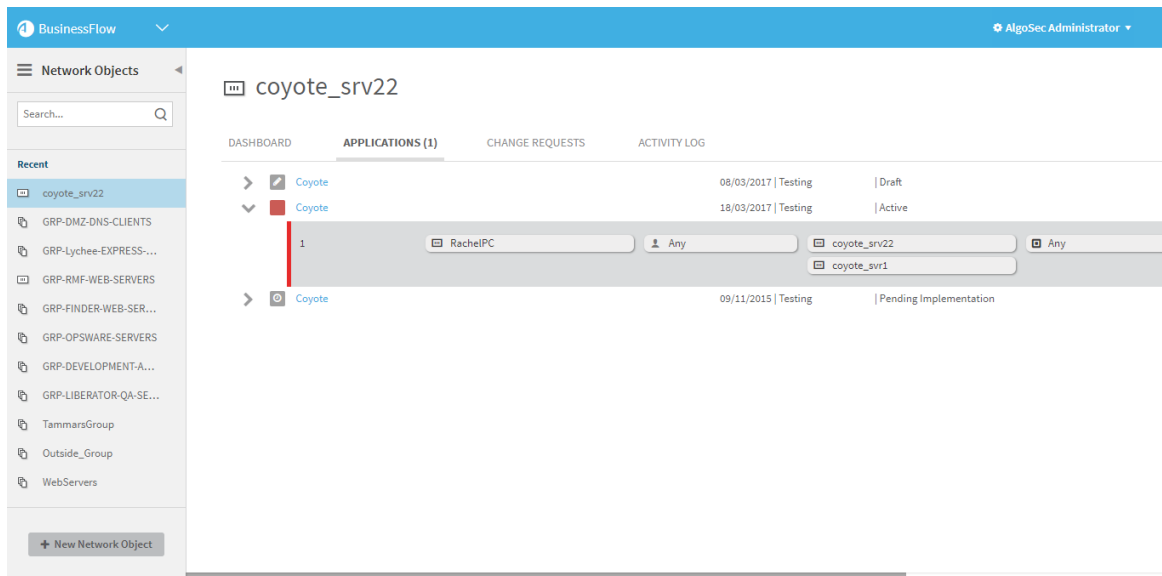 BusinessFlow
AlgoSec Administrator
Network Objects
Search...
Recent
coyote_srv22
GRP-DMZ-DNS-CLIENTS
GRP-Lychee-EXPRESS-...
GRP-RMF-WEB-SERVERS
GRP-FINDER-WEB-SER...
GRP-OPSWARE-SERVERS
GRP-DEVELOPMENT-A...
GRP-LIBERATOR-QA-SE...
TammarsGroup
Outside_Group
WebServers
+ New Network Object
coyote_srv22
DASHBOARD APPLICATIONS (1) CHANGE REQUESTS ACTIVITY LOG
Coyote 08/03/2017 | Testing | Draft
Coyote 18/03/2017 | Testing | Active
1 RachelPC Any coyote_srv22 Any
coyote_svr1
Coyote 09/11/2015 | Testing | Pending Implementation